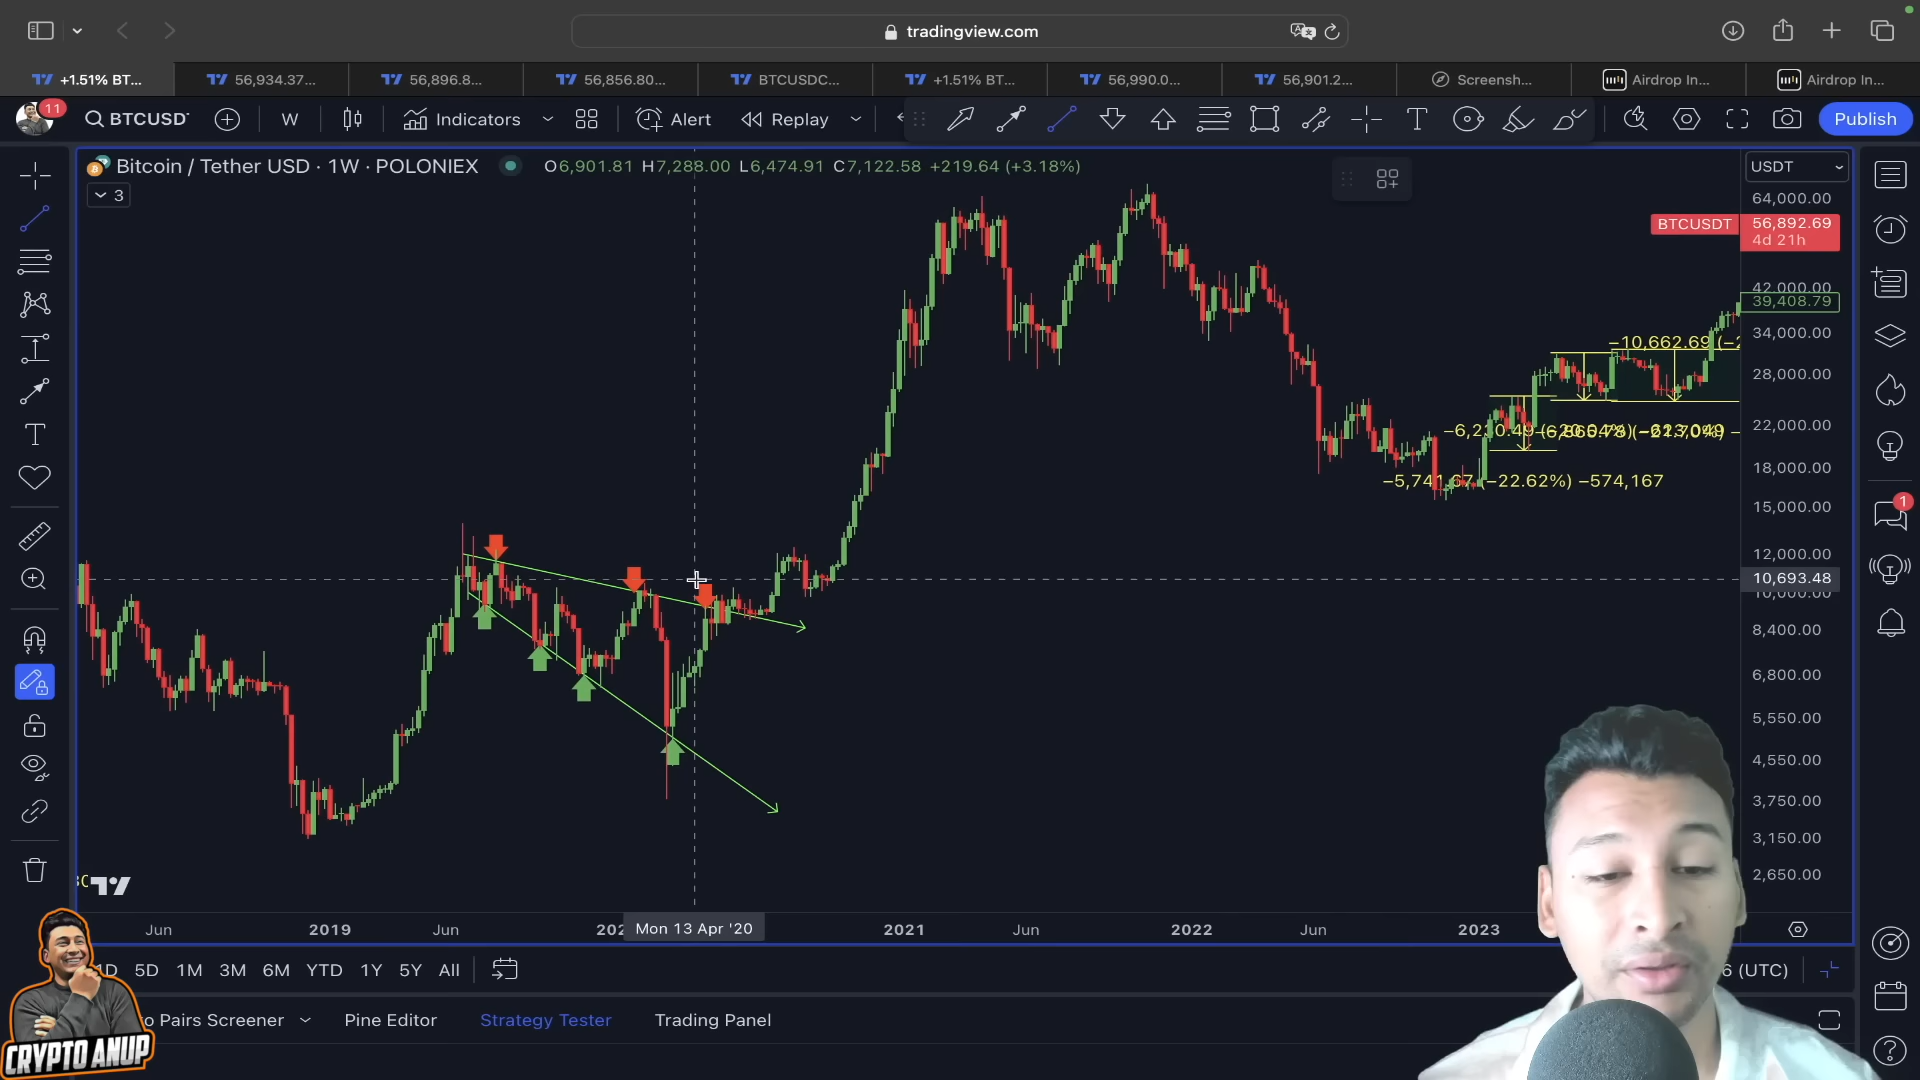 tradingview.com
+1.51% BT...
56,934.37...
56,896.8...
56,856.80...
BTCUSDC...
+1.51% BT...
56,990.0...
56,901.2...
Screensh...
Airdrop In...
Airdrop In...
11
BTCUSD
W
Indicators
Alert
Replay
Publish
Bitcoin / Tether USD · 1W · POLONIEX
O6,901.81 H7,288.00 L6,474.91 C7,122.58 +219.64 (+3.18%)
3
USDT
64,000.00
BTCUSDT
56,892.69
4d 21h
42,000.00
39,408.79
34,000.00
−10,662.69
28,000.00
22,000.00
18,000.00
−5,741.67 (−22.62%) −574,167
15,000.00
12,000.00
10,693.48
10,000.00
8,400.00
6,800.00
5,550.00
4,550.00
3,750.00
3,150.00
2,650.00
1
Jun
2019
Jun
Mon 13 Apr '20
2021
Jun
2022
Jun
2023
1D
5D
1M
3M
6M
YTD
1Y
5Y
All
(UTC)
Pairs Screener
Pine Editor
Strategy Tester
Trading Panel
CRYPTO ANUP